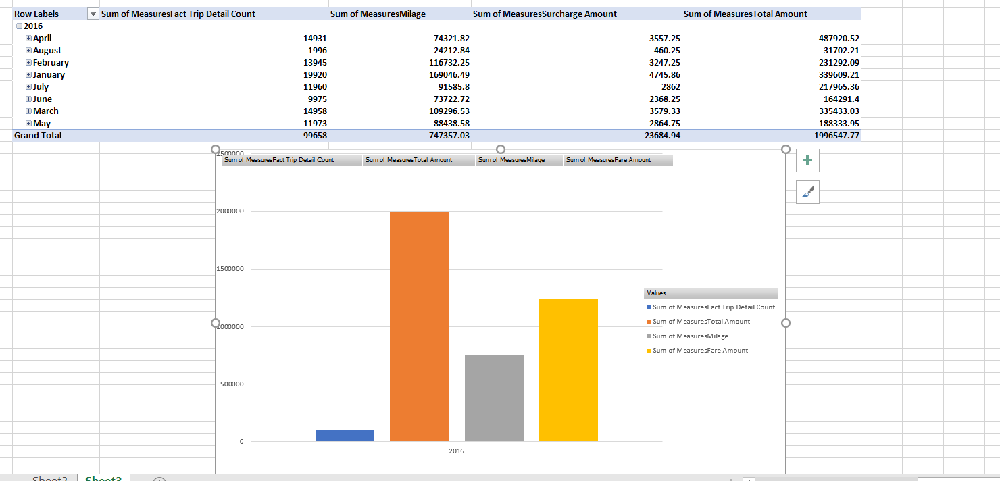 Row Labels Sum of MeasuresFact Trip Detail Count Sum of MeasuresMilage Sum of MeasuresSurcharge Amount Sum of MeasuresTotal Amount
2016
April 14931 74321.82 3557.25 487920.52
August 1996 24212.84 460.25 31702.21
February 13945 116732.25 3247.25 231292.09
January 19920 169046.49 4745.86 339609.21
July 11960 91585.8 2862 217965.36
June 9975 73722.72 2368.25 164291.4
March 14958 109296.53 3579.33 335433.03
May 11973 88438.58 2864.75 188333.95
Grand Total 99658 747357.03 23684.94 1996547.77
2500000
Sum of MeasuresFact Trip Detail Count Sum of MeasuresTotal Amount Sum of MeasuresMilage Sum of MeasuresFare Amount
2000000
1500000
Values
Sum of MeasuresFact Trip Detail Count
Sum of MeasuresTotal Amount
1000000
Sum of MeasuresMilage
Sum of MeasuresFare Amount
500000
0
2016
Sheet2 Sheet3